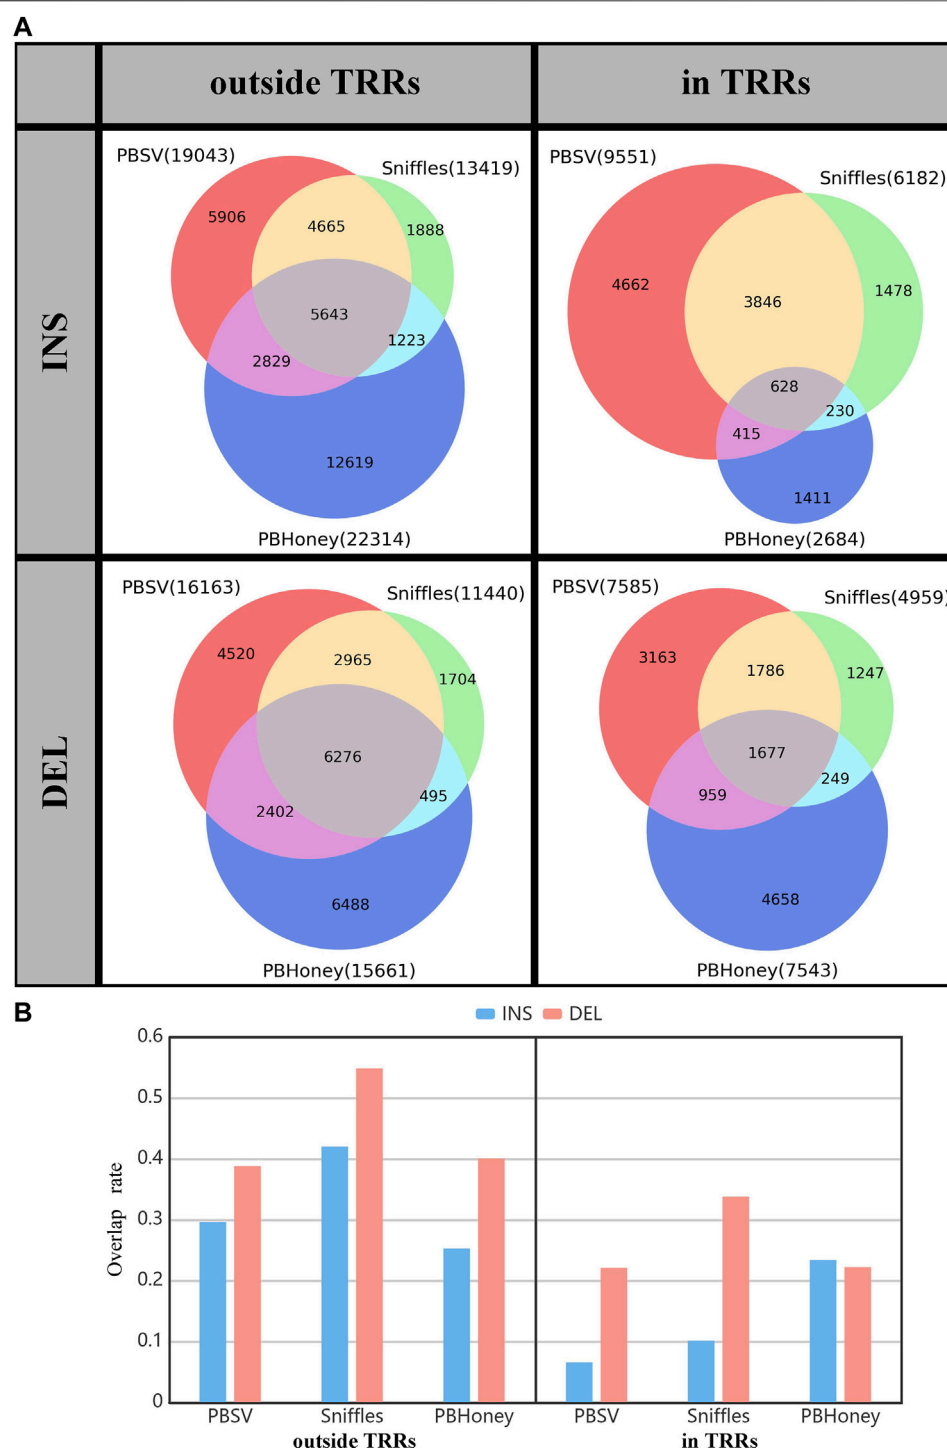 A
outside TRRs
in TRRs
INS
PBSV(19043)
Sniffles(13419)
5906
4665
1888
5643
1223
2829
12619
PBHoney(22314)
PBSV(9551)
Sniffles(6182)
4662
3846
1478
628
230
415
1411
PBHoney(2684)
DEL
PBSV(16163)
Sniffles(11440)
4520
2965
1704
6276
495
2402
6488
PBHoney(15661)
PBSV(7585)
Sniffles(4959)
3163
1786
1247
1677
249
959
4658
PBHoney(7543)
B
INS DEL
Overlap rate
0.6
0.5
0.4
0.3
0.2
0.1
0
PBSV Sniffles PBHoney PBSV Sniffles PBHoney
outside TRRs in TRRs